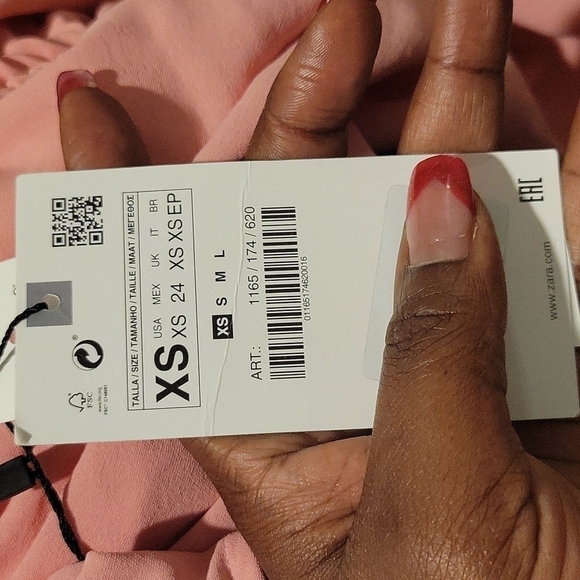 TALLA / SIZE / TAMANHO / TAILLE / MAAT / ΜΕΓΕΘΟΣ
XS
USA MEX UK IT BR
XS 24 XS XS EP
XS S M L
ART.: 1165 / 174 / 620
01165174620016
EAC
www.zara.com
®
FSC